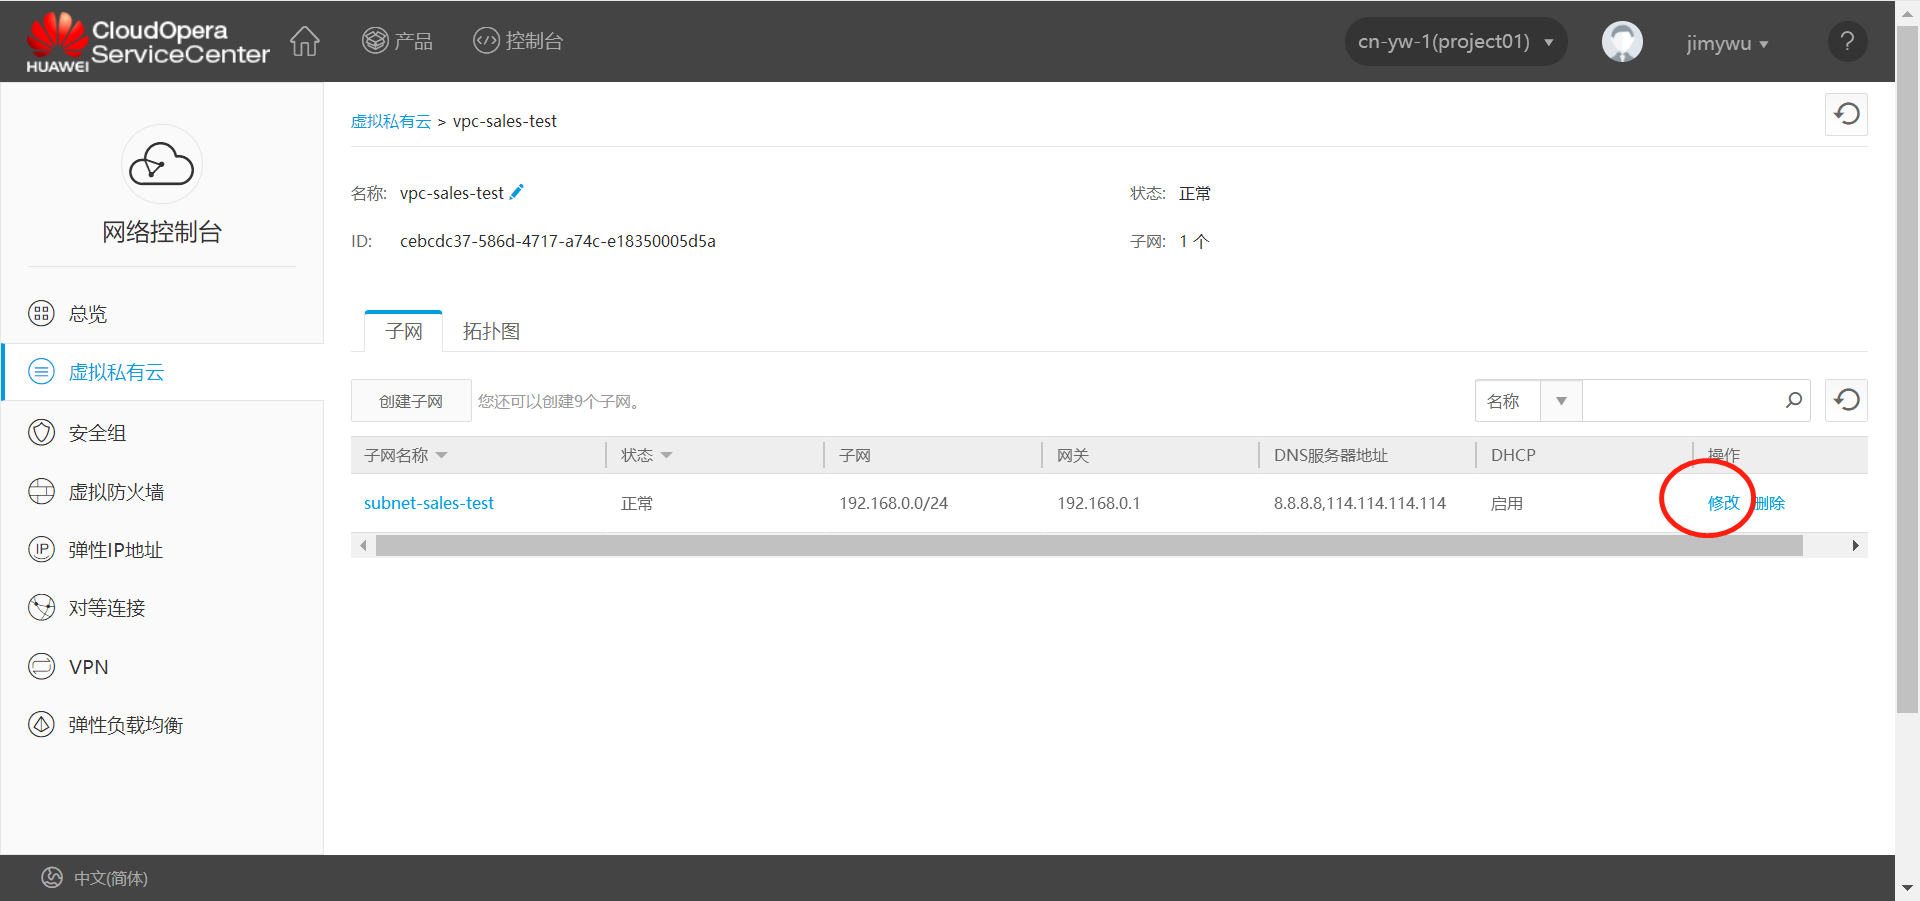 HUAWEI CloudOpera ServiceCenter
产品
控制台
cn-yw-1(project01)
jimywu
?
网络控制台
总览
虚拟私有云
安全组
虚拟防火墙
IP 弹性IP地址
对等连接
VPN
弹性负载均衡
虚拟私有云 > vpc-sales-test
名称: vpc-sales-test
状态: 正常
ID: cebcdc37-586d-4717-a74c-e18350005d5a
子网: 1 个
子网 拓扑图
创建子网 您还可以创建9个子网。
名称
子网名称 状态 子网 网关 DNS服务器地址 DHCP 操作
subnet-sales-test 正常 192.168.0.0/24 192.168.0.1 8.8.8.8,114.114.114.114 启用 修改 删除
中文(简体)